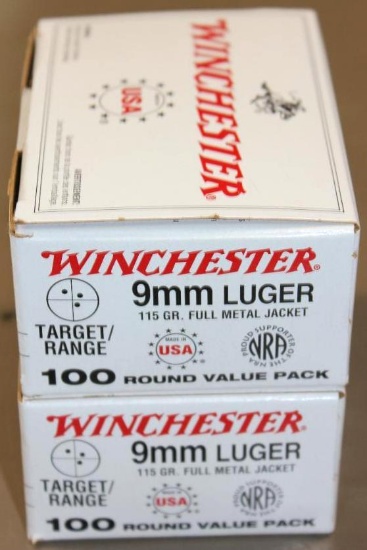 WINCHESTER
USA
WINCHESTER®
9mm LUGER
115 GR. FULL METAL JACKET
TARGET/
RANGE
MADE IN
USA
PROUD SUPPORTER
OF THE NRA
NRA
100 ROUND VALUE PACK
WINCHESTER
9mm LUGER
115 GR. FULL METAL JACKET
TARGET/
RANGE
USA
NRA
100 ROUND VALUE PACK